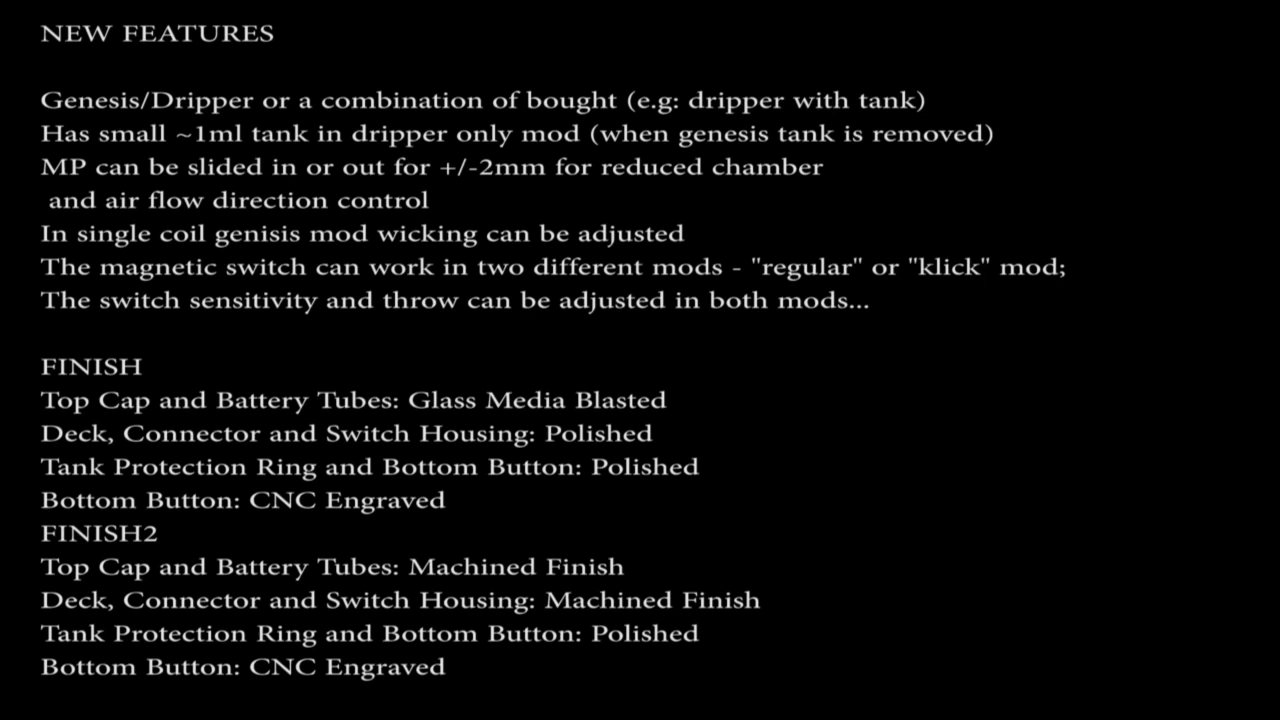 NEW FEATURES
Genesis/Dripper or a combination of bought (e.g: dripper with tank)
Has small ~1ml tank in dripper only mod (when genesis tank is removed)
MP can be slided in or out for +/-2mm for reduced chamber
and air flow direction control
In single coil genisis mod wicking can be adjusted
The magnetic switch can work in two different mods - "regular" or "klick" mod;
The switch sensitivity and throw can be adjusted in both mods...
FINISH
Top Cap and Battery Tubes: Glass Media Blasted
Deck, Connector and Switch Housing: Polished
Tank Protection Ring and Bottom Button: Polished
Bottom Button: CNC Engraved
FINISH2
Top Cap and Battery Tubes: Machined Finish
Deck, Connector and Switch Housing: Machined Finish
Tank Protection Ring and Bottom Button: Polished
Bottom Button: CNC Engraved